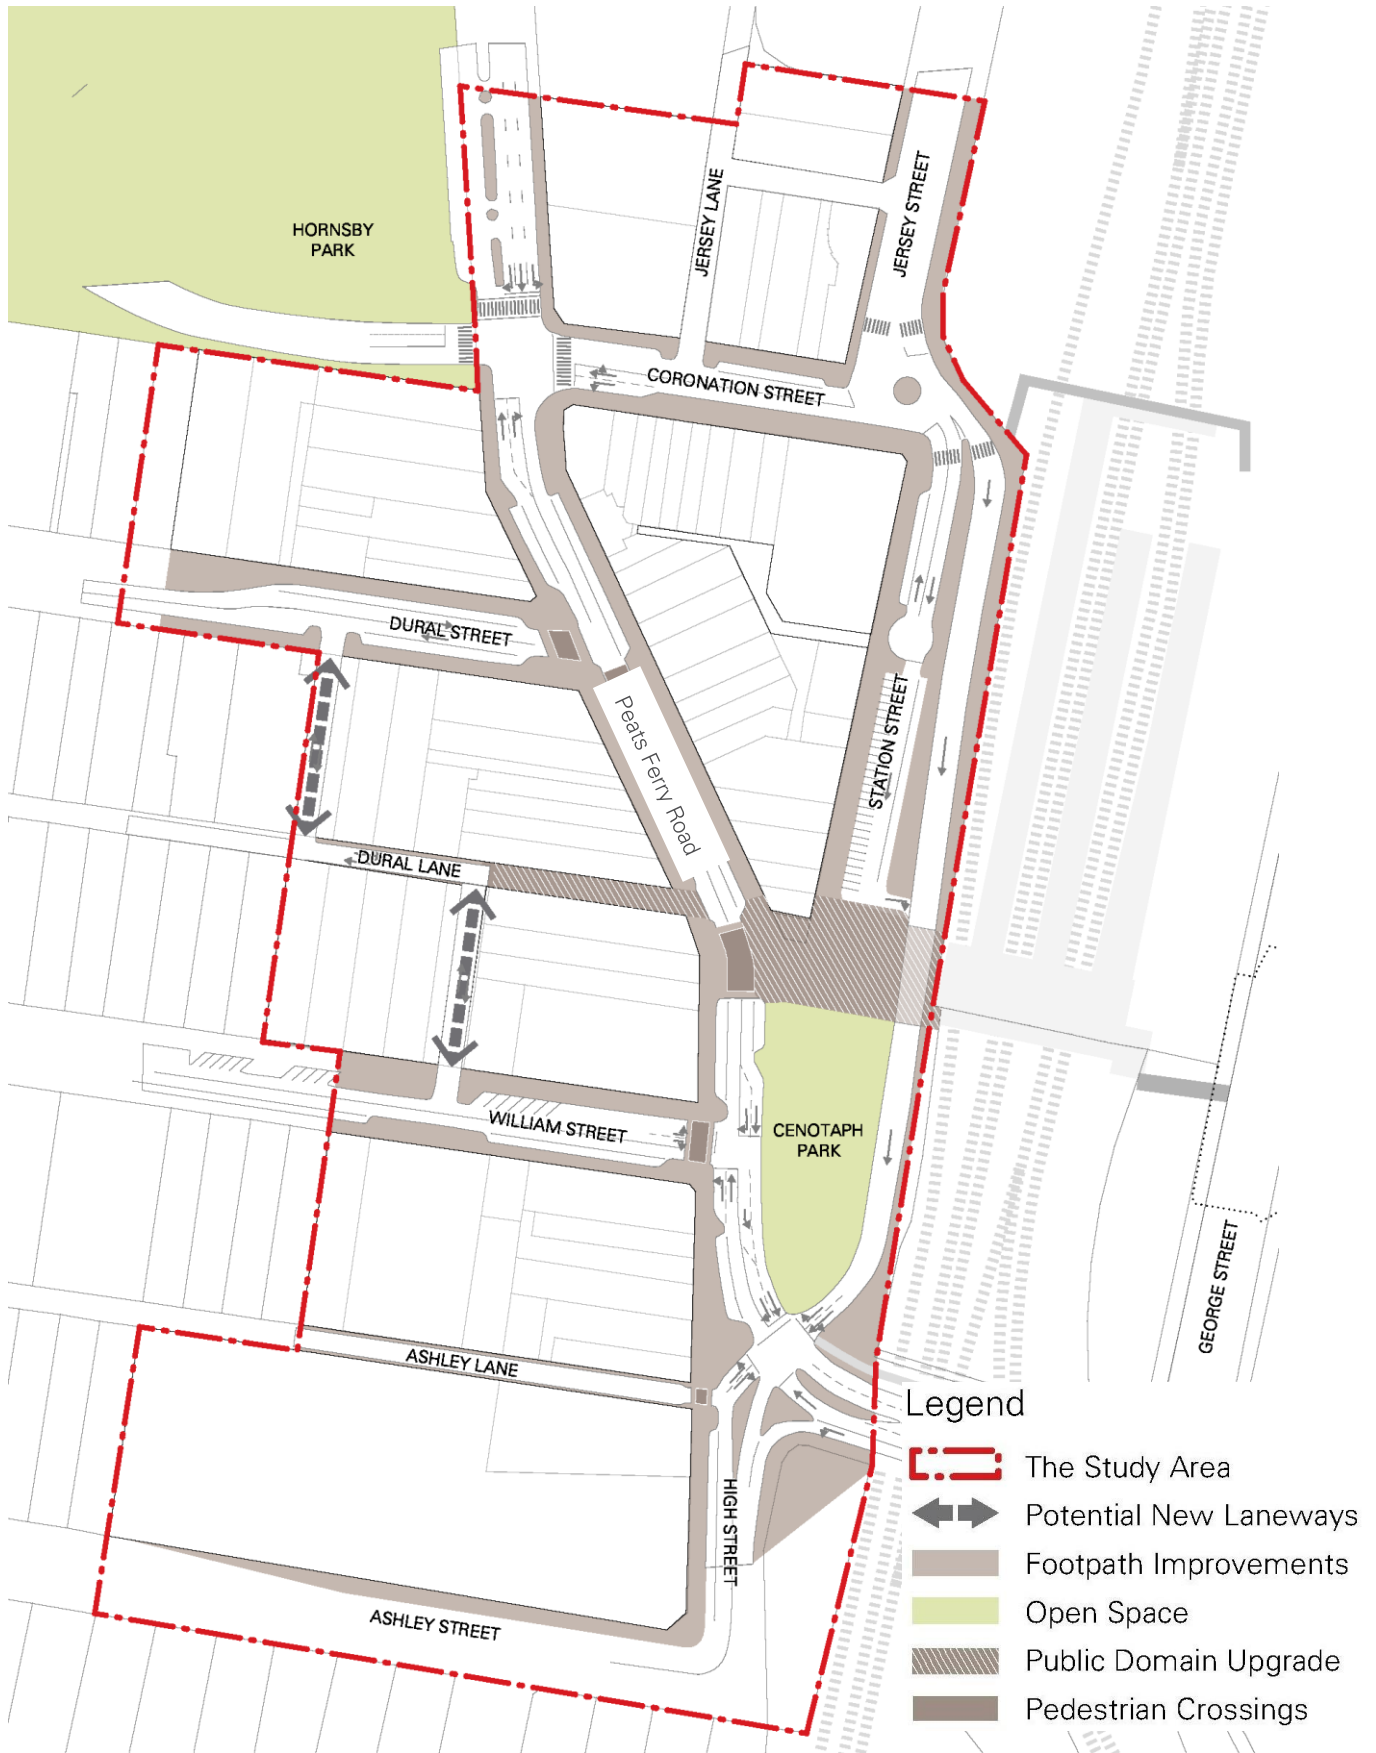 HORNSBY
PARK
JERSEY LANE
JERSEY STREET
CORONATION STREET
DURAL STREET
Peats Ferry Road
STATION STREET
DURAL LANE
WILLIAM STREET
CENOTAPH
PARK
GEORGE STREET
ASHLEY LANE
HIGH STREET
ASHLEY STREET
Legend
The Study Area
Potential New Laneways
Footpath Improvements
Open Space
Public Domain Upgrade
Pedestrian Crossings